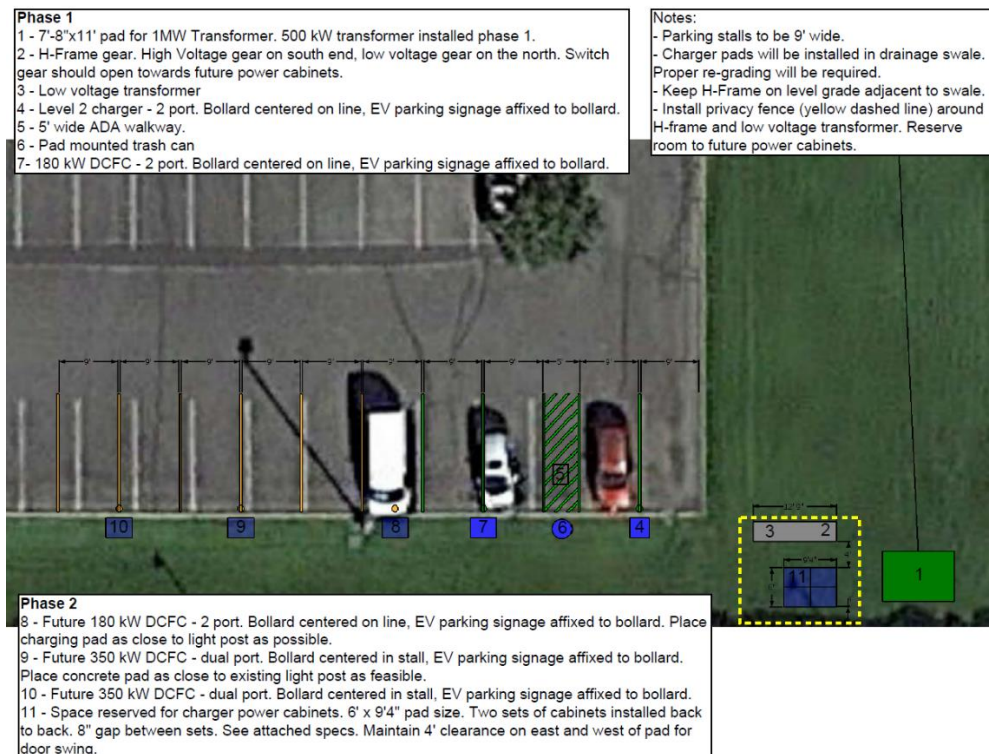 Phase 1
1 - 7'-8"x11' pad for 1MW Transformer. 500 kW transformer installed phase 1.
2 - H-Frame gear. High Voltage gear on south end, low voltage gear on the north. Switch
gear should open towards future power cabinets.
3 - Low voltage transformer
4 - Level 2 charger - 2 port. Bollard centered on line, EV parking signage affixed to bollard.
5 - 5' wide ADA walkway.
6 - Pad mounted trash can
7- 180 kW DCFC - 2 port. Bollard centered on line, EV parking signage affixed to bollard.
Notes:
- Parking stalls to be 9' wide.
- Charger pads will be installed in drainage swale.
Proper re-grading will be required.
- Keep H-Frame on level grade adjacent to swale.
- Install privacy fence (yellow dashed line) around
H-frame and low voltage transformer. Reserve
room to future power cabinets.
9' 9' 9' 9' 9' 9' 9' 9' 5' 9' 9'
5
10 9 8 7 6 4
3 2
11
1
Phase 2
8 - Future 180 kW DCFC - 2 port. Bollard centered on line, EV parking signage affixed to bollard. Place
charging pad as close to light post as possible.
9 - Future 350 kW DCFC - dual port. Bollard centered in stall, EV parking signage affixed to bollard.
Place concrete pad as close to existing light post as feasible.
10 - Future 350 kW DCFC - dual port. Bollard centered in stall, EV parking signage affixed to bollard.
11 - Space reserved for charger power cabinets. 6' x 9'4" pad size. Two sets of cabinets installed back
to back. 8" gap between sets. See attached specs. Maintain 4' clearance on east and west of pad for
door swing.